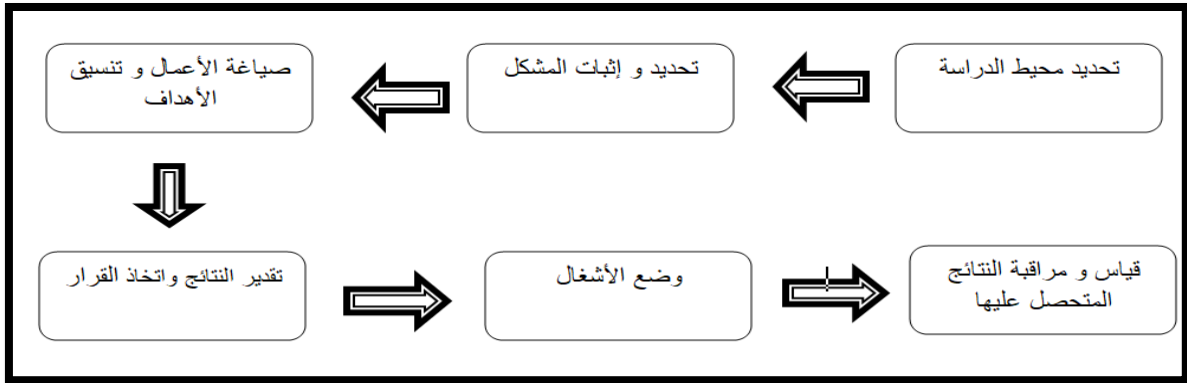 تحديد محيط الدراسة
تحديد و إثبات المشكل
صياغة الأعمال و تنسيق
الأهداف
تقدير النتائج واتخاذ القرار
وضع الأشغال
قياس و مراقبة النتائج
المتحصل عليها